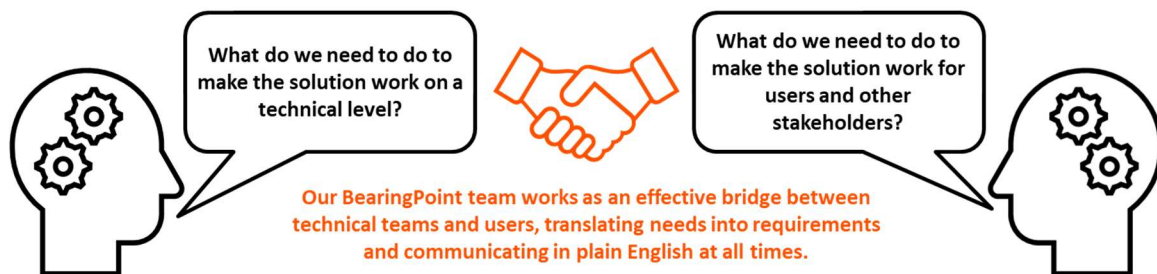 What do we need to do to
make the solution work on a
technical level?
What do we need to do to
make the solution work for
users and other
stakeholders?
Our BearingPoint team works as an effective bridge between
technical teams and users, translating needs into requirements
and communicating in plain English at all times.